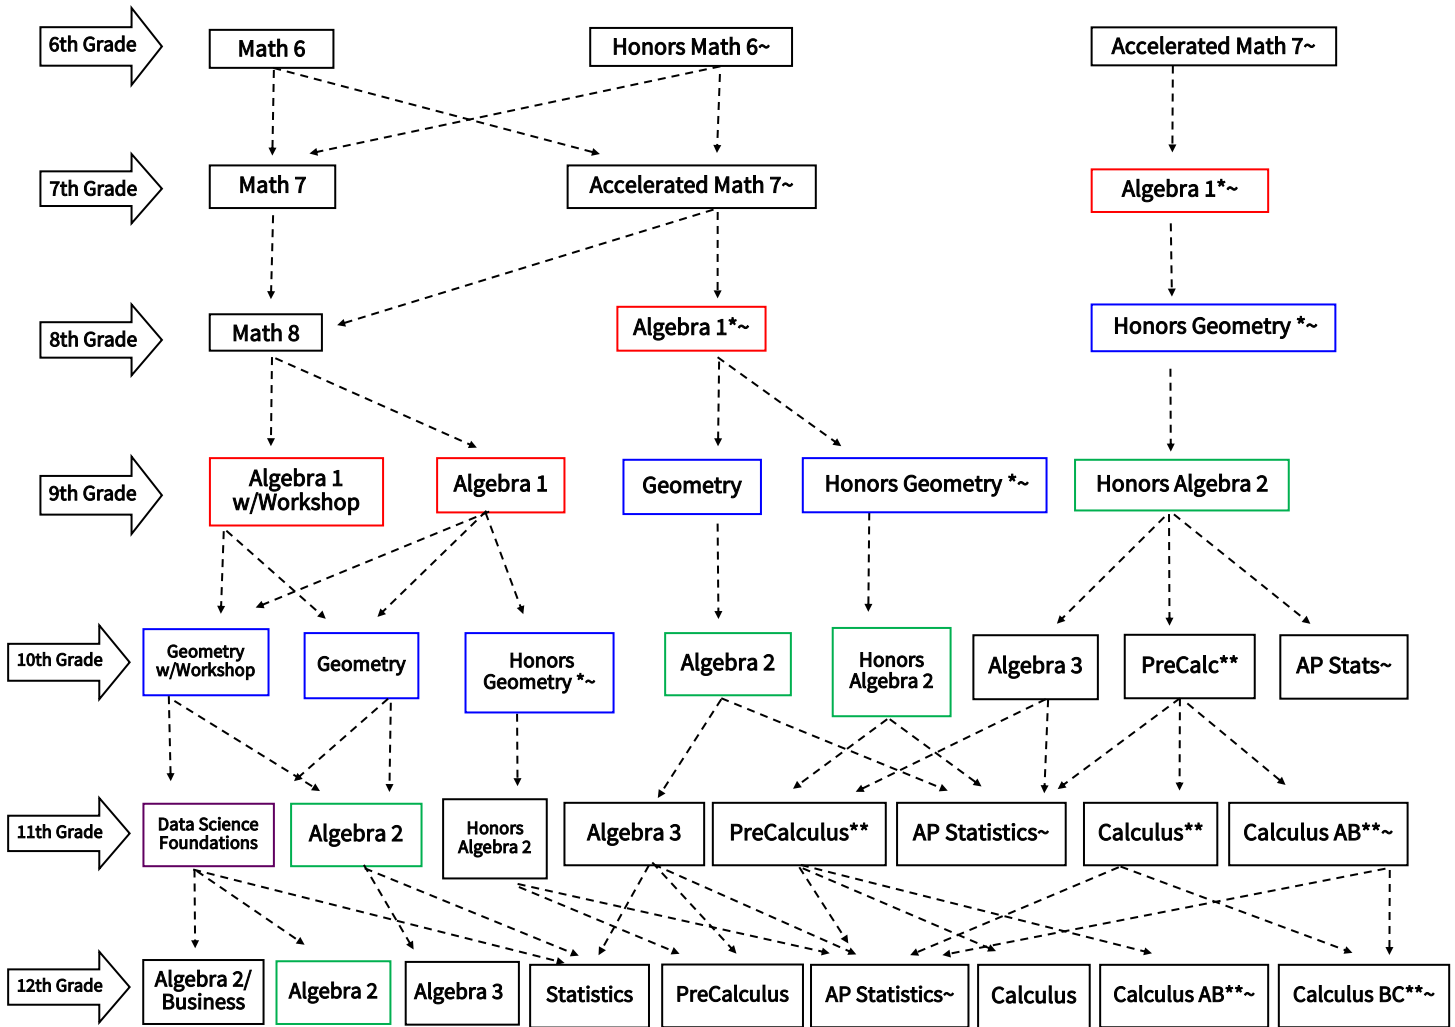 6th Grade
Math 6
Honors Math 6~
Accelerated Math 7~
7th Grade
Math 7
Accelerated Math 7~
Algebra 1*~
8th Grade
Math 8
Algebra 1*~
Honors Geometry *~
9th Grade
Algebra 1
w/Workshop
Algebra 1
Geometry
Honors Geometry *~
Honors Algebra 2
10th Grade
Geometry
w/Workshop
Geometry
Honors
Geometry *~
Algebra 2
Honors
Algebra 2
Algebra 3
PreCalc**
AP Stats~
11th Grade
Data Science
Foundations
Algebra 2
Honors
Algebra 2
Algebra 3
PreCalculus**
AP Statistics~
Calculus**
Calculus AB**~
12th Grade
Algebra 2/
Business
Algebra 2
Algebra 3
Statistics
PreCalculus
AP Statistics~
Calculus
Calculus AB**~
Calculus BC**~